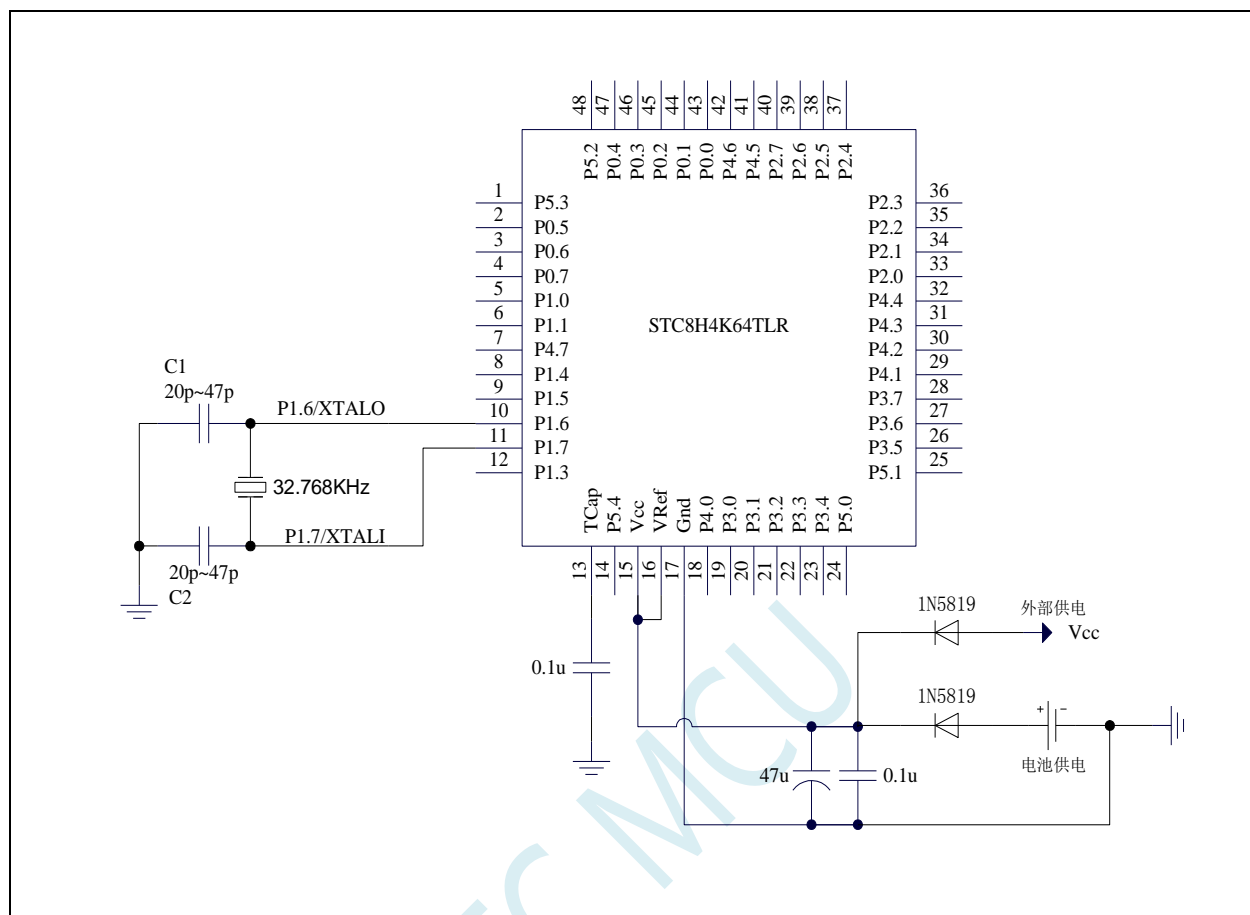 48 47 46 45 44 43 42 41 40 39 38 37
P5.2 P0.4 P0.3 P0.2 P0.1 P0.0 P4.6 P4.5 P2.7 P2.6 P2.5 P2.4
1 P5.3 P2.3 36
2 P0.5 P2.2 35
3 P0.6 P2.1 34
4 P0.7 P2.0 33
5 P1.0 P4.4 32
6 P1.1 STC8H4K64TLR P4.3 31
7 P4.7 P4.2 30
8 P1.4 P4.1 29
9 P1.5 P3.7 28
10 P1.6 P3.6 27
11 P1.7 P3.5 26
12 P1.3 P5.1 25
C1
20p~47p
P1.6/XTALO
32.768KHz
P1.7/XTALI
20p~47p
C2
TCap P5.4 Vcc VRef Gnd P4.0 P3.0 P3.1 P3.2 P3.3 P3.4 P5.0
13 14 15 16 17 18 19 20 21 22 23 24
1N5819 外部供电
Vcc
0.1u
1N5819
+ -
电池供电
47u 0.1u
MCU